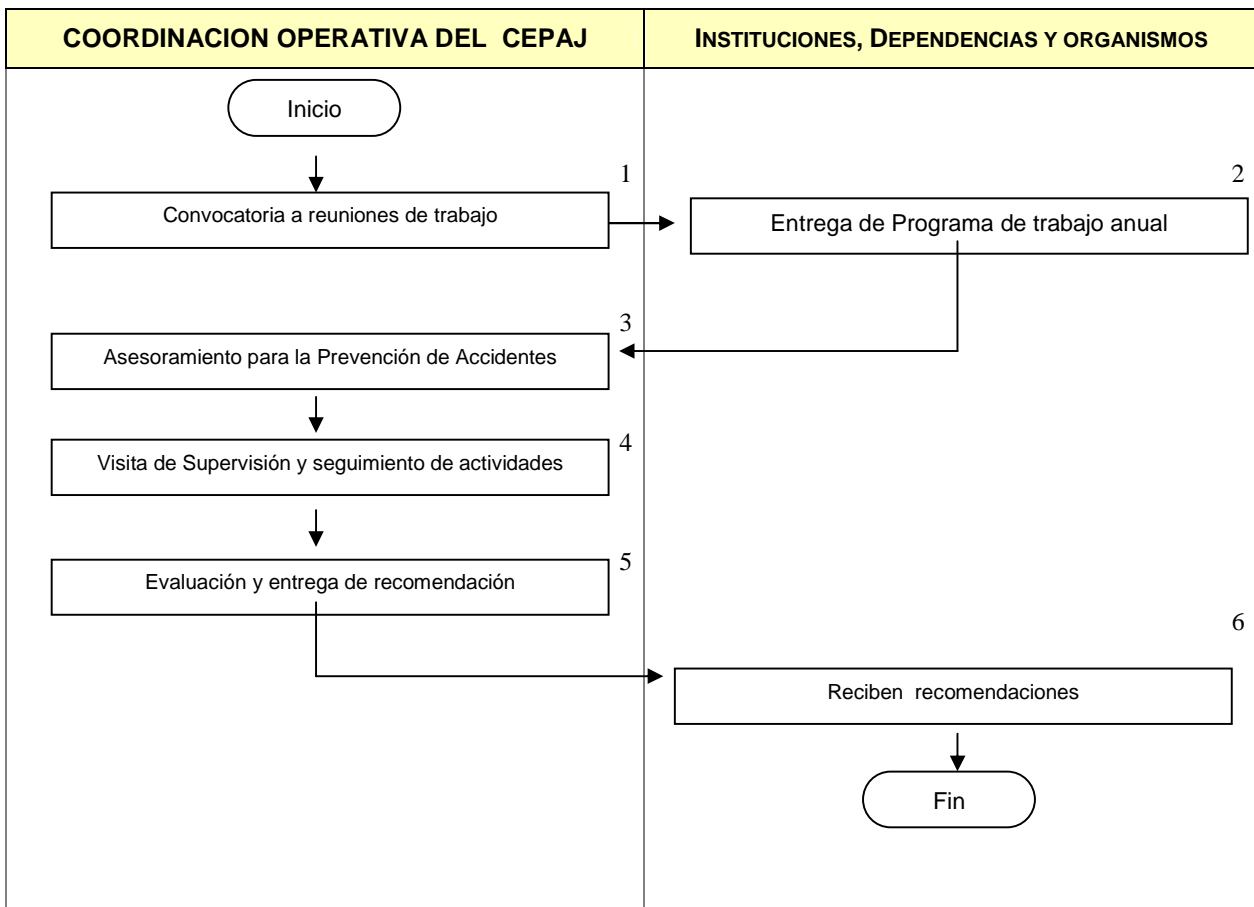 COORDINACION OPERATIVA DEL CEPAJ
INSTITUCIONES, DEPENDENCIAS Y ORGANISMOS
Inicio
1
Convocatoria a reuniones de trabajo
2
Entrega de Programa de trabajo anual
3
Asesoramiento para la Prevención de Accidentes
4
Visita de Supervisión y seguimiento de actividades
5
Evaluación y entrega de recomendación
6
Reciben recomendaciones
Fin